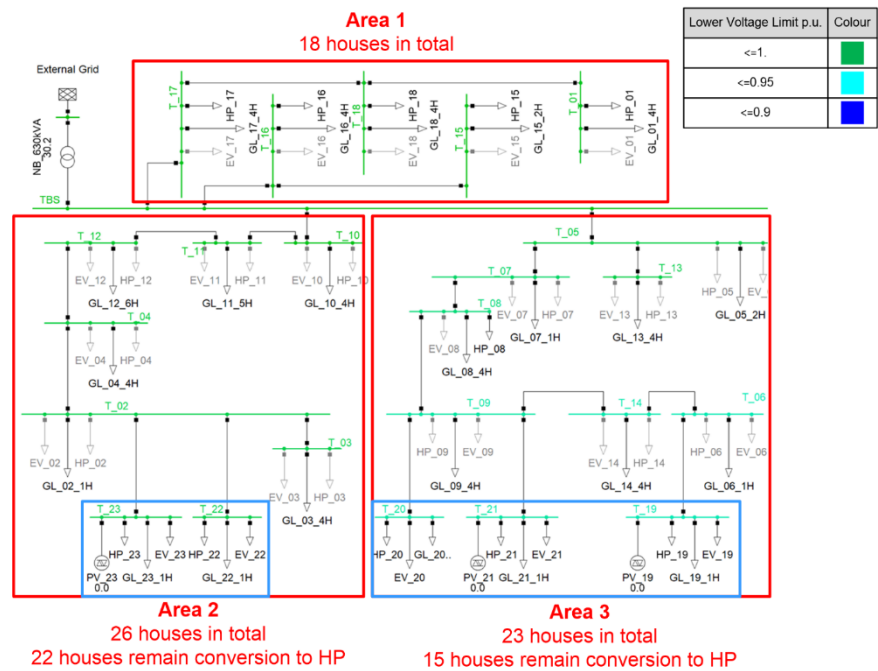 Area 1
18 houses in total
Lower Voltage Limit p.u. Colour
<=1.
<=0.95
<=0.9
External Grid
NB_630kVA
30.2
TBS
T_17
EV_17
HP_17
GL_17_4H
T_16
EV_16
HP_16
GL_16_4H
T_18
EV_18
HP_18
GL_18_4H
T_15
EV_15
HP_15
GL_15_2H
T_01
EV_01
HP_01
GL_01_4H
T_12
T_11
T_10
EV_12
HP_12
EV_11
HP_11
EV_10
HP_10
GL_12_6H
GL_11_5H
GL_10_4H
T_04
EV_04
HP_04
GL_04_4H
T_02
EV_02
HP_02
GL_02_1H
T_03
EV_03
HP_03
GL_03_4H
T_23
T_22
HP_23
EV_23
HP_22
EV_22
PV_23
0.0
GL_23_1H
GL_22_1H
T_05
T_07
T_13
HP_05
EV_
GL_05_2H
EV_07
HP_07
GL_07_1H
EV_13
HP_13
GL_13_4H
T_08
EV_08
HP_08
GL_08_4H
T_09
T_14
T_06
HP_09
EV_09
GL_09_4H
EV_14
HP_14
GL_14_4H
HP_06
EV_06
GL_06_1H
T_20
T_21
T_19
HP_20
GL_20..
EV_20
HP_21
EV_21
PV_21
0.0
GL_21_1H
HP_19
EV_19
PV_19
0.0
GL_19_1H
Area 2
26 houses in total
22 houses remain conversion to HP
Area 3
23 houses in total
15 houses remain conversion to HP